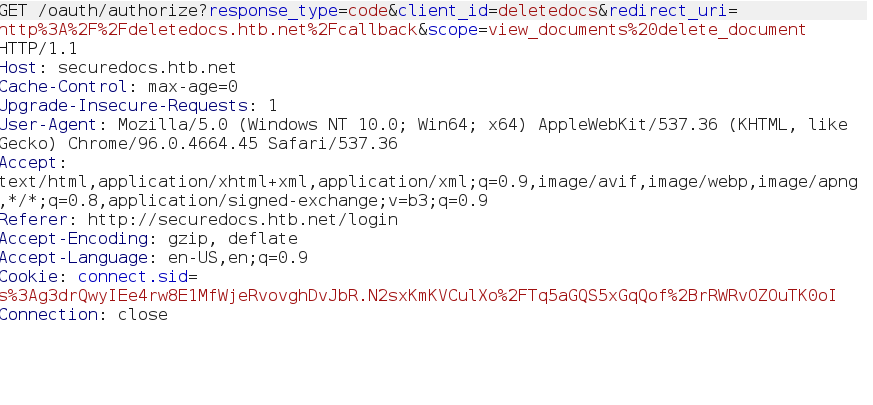 GET /oauth/authorize?response_type=code&client_id=deletedocs&redirect_uri=
http%3A%2F%2Fdeletedocs.htb.net%2Fcallback&scope=view_documents%20delete_document
HTTP/1.1
Host: securedocs.htb.net
Cache-Control: max-age=0
Upgrade-Insecure-Requests: 1
User-Agent: Mozilla/5.0 (Windows NT 10.0; Win64; x64) AppleWebKit/537.36 (KHTML, like
Gecko) Chrome/96.0.4664.45 Safari/537.36
Accept:
text/html,application/xhtml+xml,application/xml;q=0.9,image/avif,image/webp,image/apng
,*/*;q=0.8,application/signed-exchange;v=b3;q=0.9
Referer: http://securedocs.htb.net/login
Accept-Encoding: gzip, deflate
Accept-Language: en-US,en;q=0.9
Cookie: connect.sid=
s%3Ag3drQwyIEe4rw8E1MfWjeRvovghDvJbR.N2sxKmKVCulXo%2FTq5aGQS5xGqQof%2BrRWRvOZOuTK0oI
Connection: close